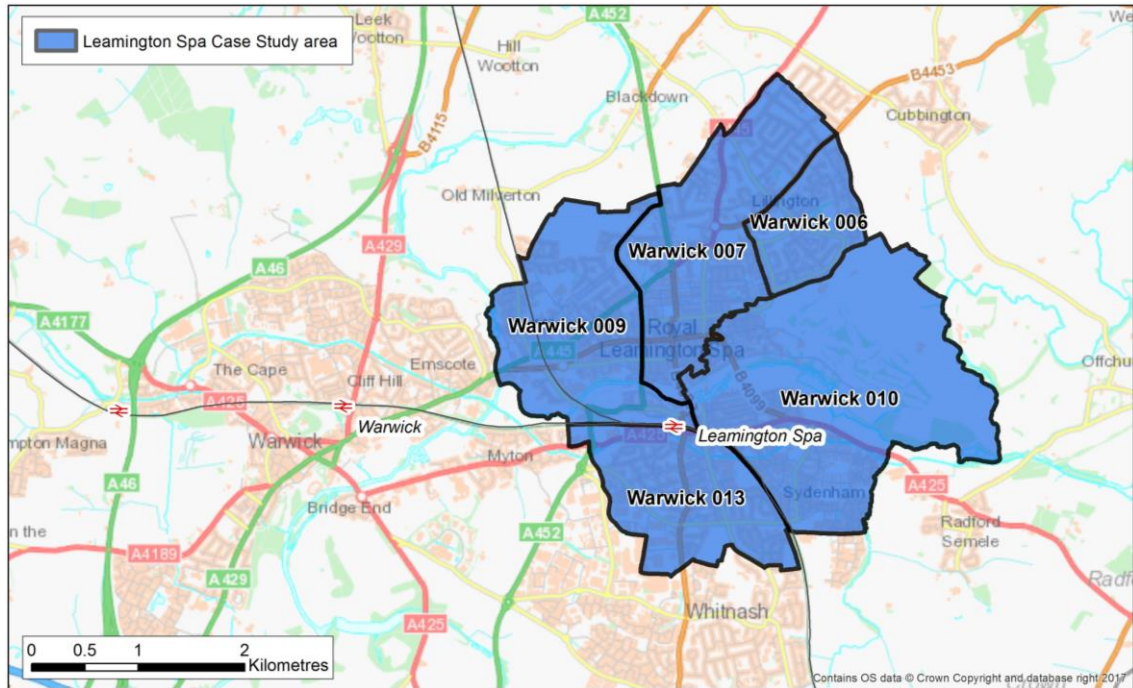 Leamington Spa Case Study area
A452
Leek
Wootton
Hill
Wootton
B4453
Blackdown
Cubbington
B4115
Old Milverton
Lillington
Warwick 006
Warwick 007
A429
A46
A4177
Warwick 009
Royal
Leamington Spa
A445
Emscote
The Cape
Cliff Hill
Offchu
B4099
Warwick 010
A425
Warwick
mpton Magna
Warwick
A425
Leamington Spa
Myton
Warwick 013
Sydenham
A46
Bridge End
A452
A425
Radford
Semele
n the
A4189
A429
Radf
A425
Whitnash
0 0.5 1 2
Kilometres
Contains OS data © Crown Copyright and database right 2017